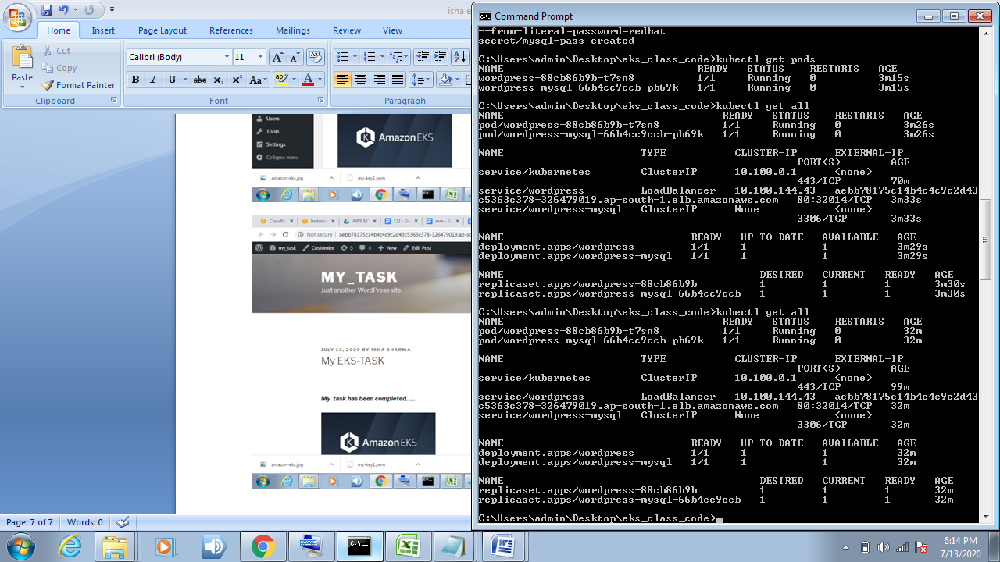 isha e
Home Insert Page Layout References Mailings Review View
Paste
Cut
Copy
Format Painter
Clipboard
Calibri (Body) 11
B I U abc X₂ X² Aa
Font
Paragraph
Users
Tools
Settings
Collapse menu
Amazon EKS
amazon-eks.jpg my-key1.pem
CloudFo Instance AWS EK CLI - Go mm - G
Not secure aebb78175c14b4c4c9c2d43c5363c378-326479019.ap-so
my_task Customize 5 0 New Edit Post
MY_TASK
Just another WordPress site
JULY 13, 2020 BY ISHA SHARMA
My EKS-TASK
My task has been completed.....
Amazon EKS
amazon-eks.jpg my-key1.pem
Page: 7 of 7 Words: 0
Command Prompt
--from-literal=password=redhat
secret/mysql-pass created
C:\Users\admin\Desktop\eks_class_code>kubectl get pods
NAME READY STATUS RESTARTS AGE
wordpress-88cb86b9b-t7sn8 1/1 Running 0 3m15s
wordpress-mysql-66b4cc9ccb-pb69k 1/1 Running 0 3m15s
C:\Users\admin\Desktop\eks_class_code>kubectl get all
NAME READY STATUS RESTARTS AGE
pod/wordpress-88cb86b9b-t7sn8 1/1 Running 0 3m26s
pod/wordpress-mysql-66b4cc9ccb-pb69k 1/1 Running 0 3m26s
NAME TYPE CLUSTER-IP EXTERNAL-IP
PORT(S) AGE
service/kubernetes ClusterIP 10.100.0.1 <none>
443/TCP 70m
service/wordpress LoadBalancer 10.100.144.43 aebb78175c14b4c4c9c2d43
c5363c378-326479019.ap-south-1.elb.amazonaws.com 80:32014/TCP 3m33s
service/wordpress-mysql ClusterIP None <none>
3306/TCP 3m33s
NAME READY UP-TO-DATE AVAILABLE AGE
deployment.apps/wordpress 1/1 1 1 3m29s
deployment.apps/wordpress-mysql 1/1 1 1 3m29s
NAME DESIRED CURRENT READY AGE
replicaset.apps/wordpress-88cb86b9b 1 1 1 3m30s
replicaset.apps/wordpress-mysql-66b4cc9ccb 1 1 1 3m30s
C:\Users\admin\Desktop\eks_class_code>kubectl get all
NAME READY STATUS RESTARTS AGE
pod/wordpress-88cb86b9b-t7sn8 1/1 Running 0 32m
pod/wordpress-mysql-66b4cc9ccb-pb69k 1/1 Running 0 32m
NAME TYPE CLUSTER-IP EXTERNAL-IP
PORT(S) AGE
service/kubernetes ClusterIP 10.100.0.1 <none>
443/TCP 99m
service/wordpress LoadBalancer 10.100.144.43 aebb78175c14b4c4c9c2d43
c5363c378-326479019.ap-south-1.elb.amazonaws.com 80:32014/TCP 32m
service/wordpress-mysql ClusterIP None <none>
3306/TCP 32m
NAME READY UP-TO-DATE AVAILABLE AGE
deployment.apps/wordpress 1/1 1 1 32m
deployment.apps/wordpress-mysql 1/1 1 1 32m
NAME DESIRED CURRENT READY AGE
replicaset.apps/wordpress-88cb86b9b 1 1 1 32m
replicaset.apps/wordpress-mysql-66b4cc9ccb 1 1 1 32m
C:\Users\admin\Desktop\eks_class_code>
6:14 PM
7/13/2020